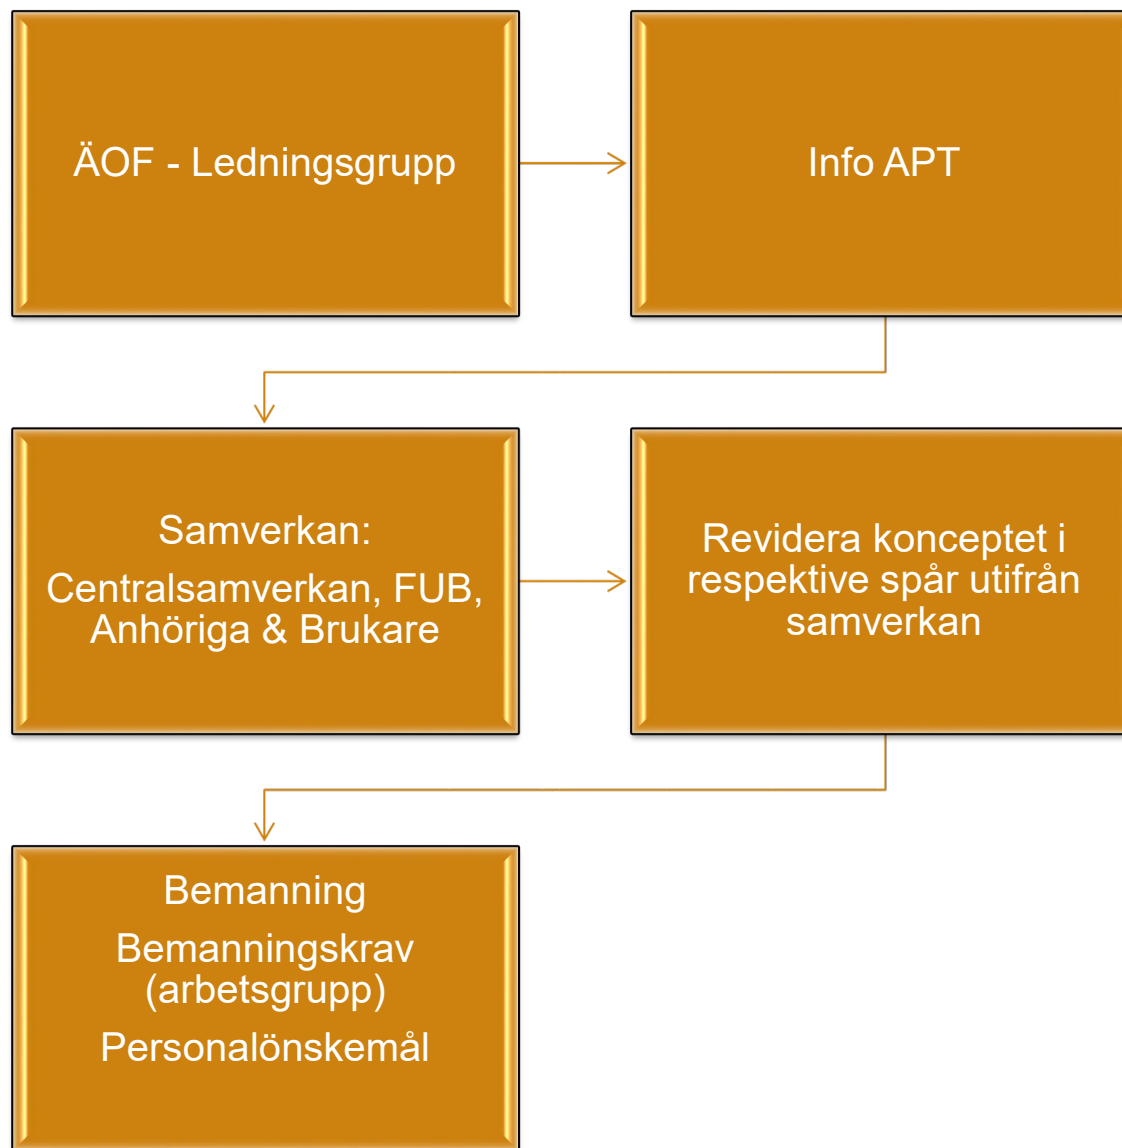 ÄOF - Ledningsgrupp
Info APT
Samverkan:
Centralsamverkan, FUB,
Anhöriga & Brukare
Revidera konceptet i
respektive spår utifrån
samverkan
Bemanning
Bemanningskrav
(arbetsgrupp)
Personalönskemål